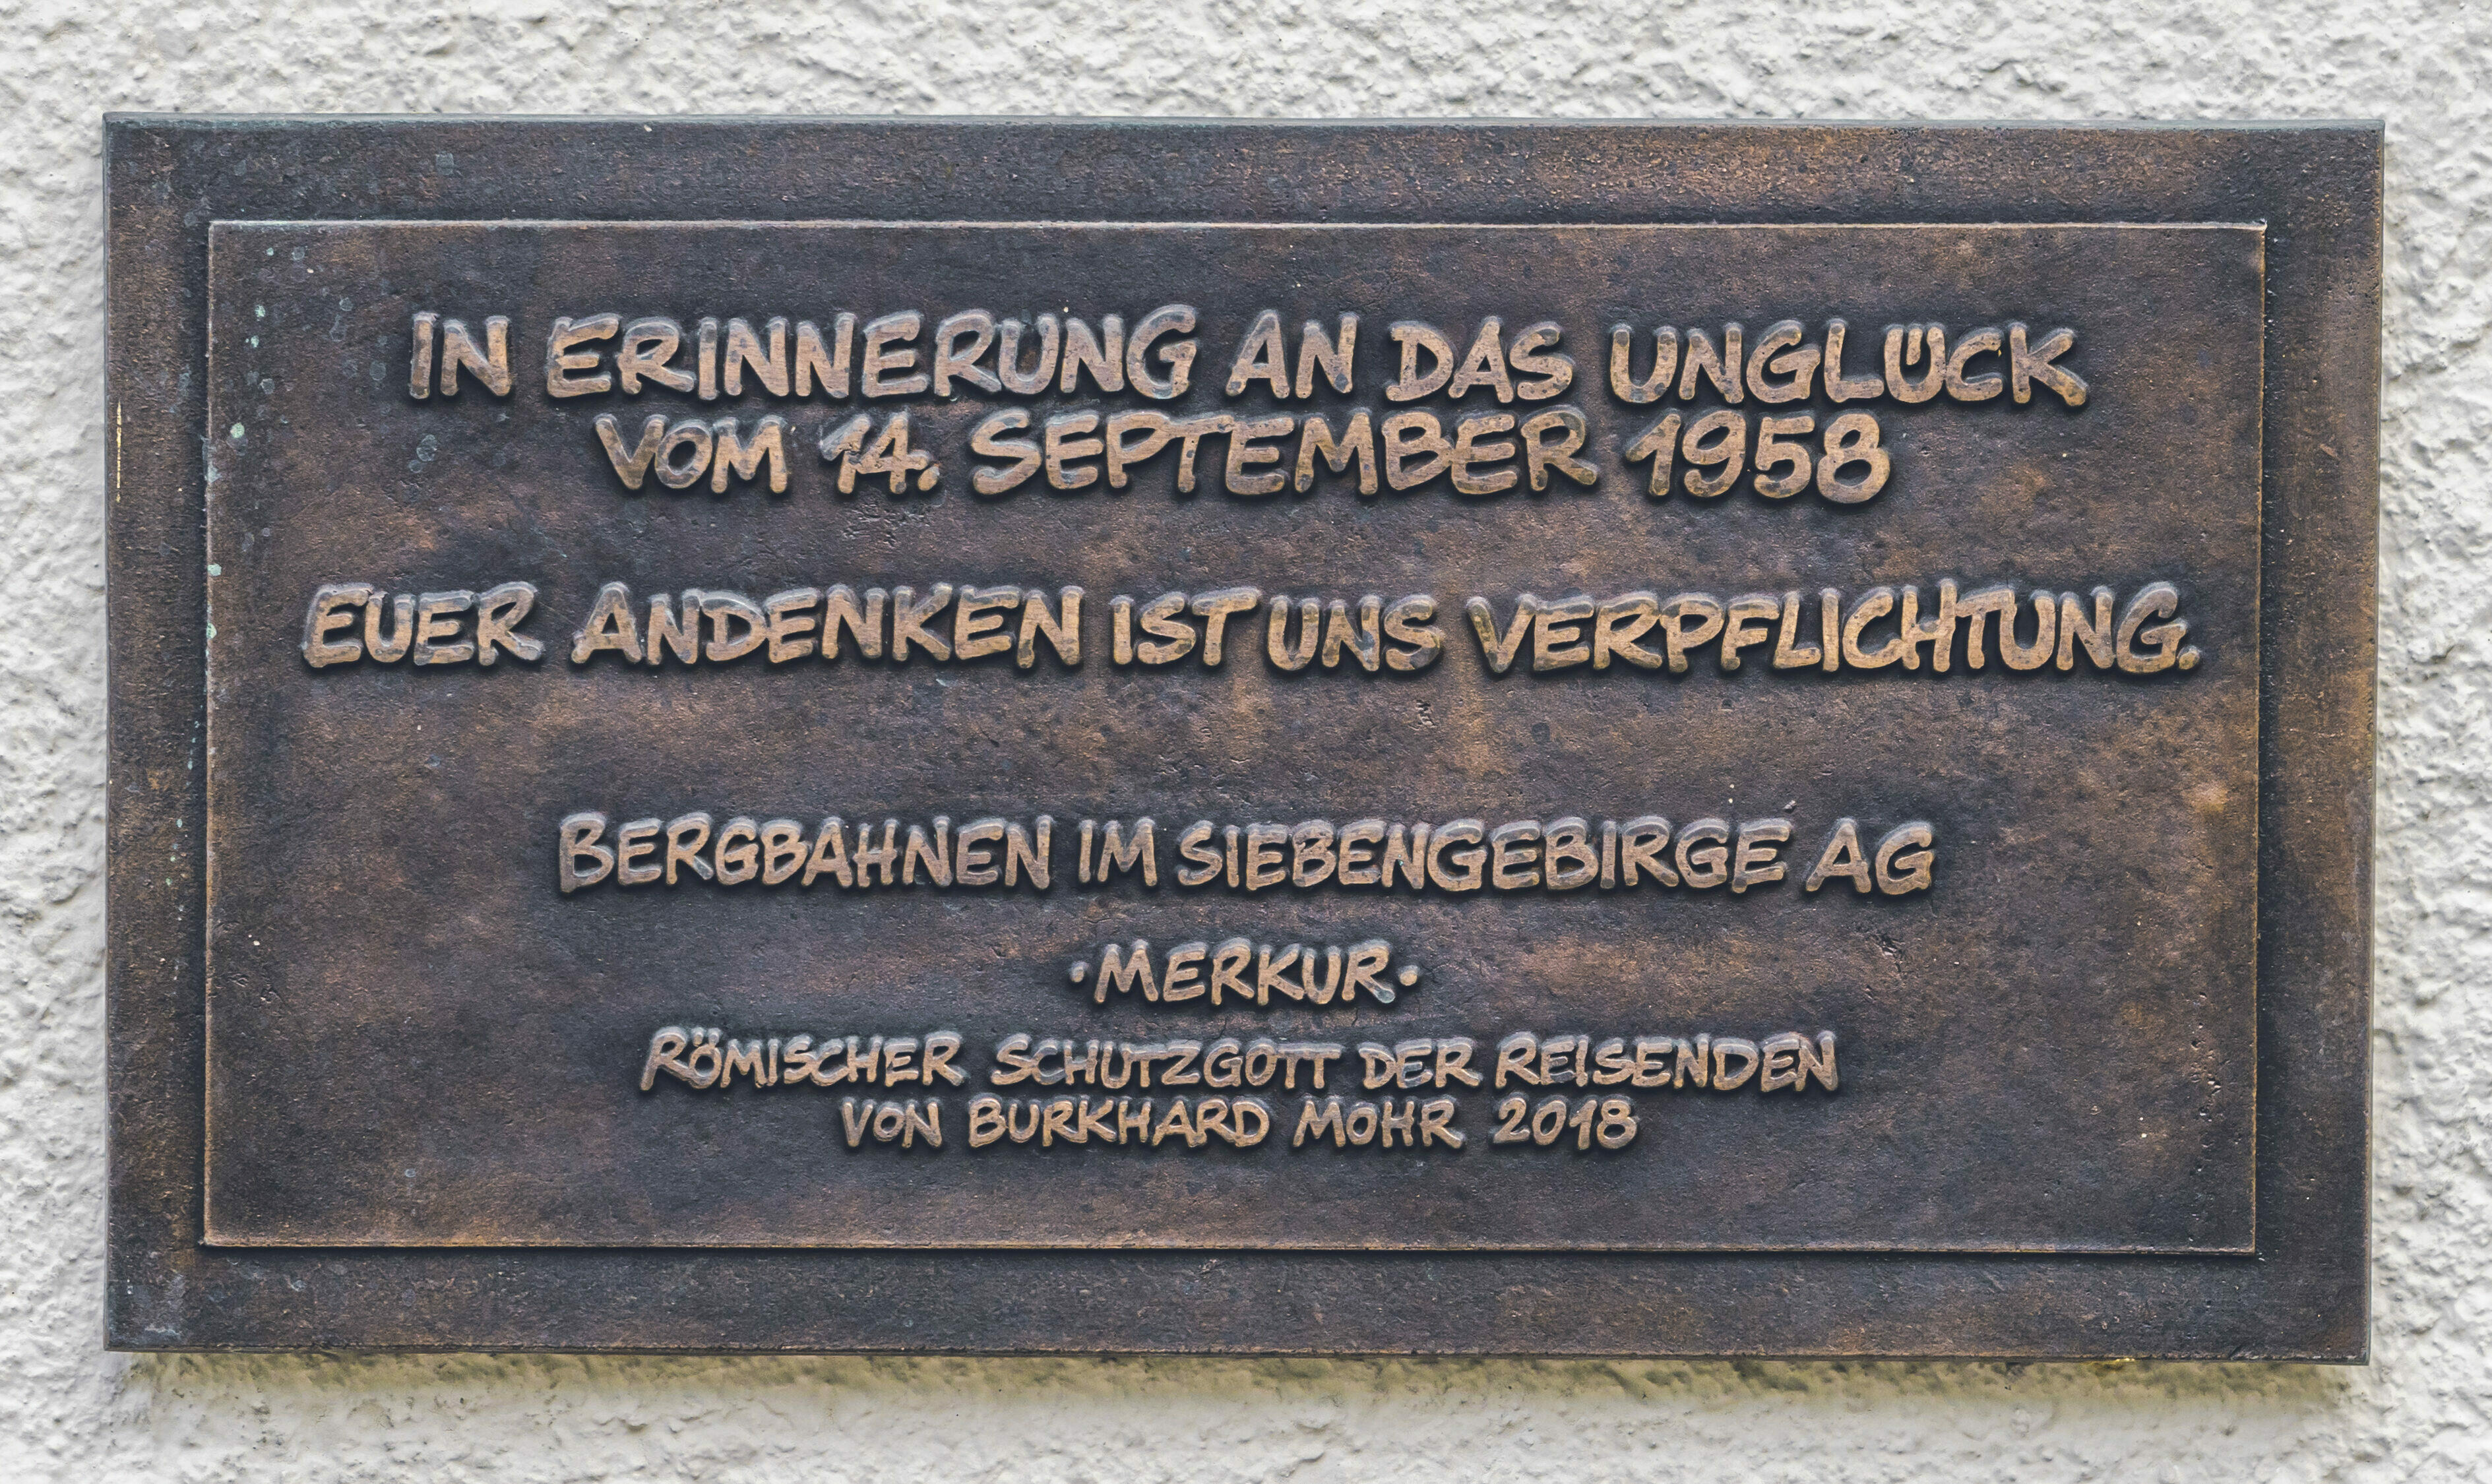 IN ERINNERUNG AN DAS UNGLÜCK
VOM 14. SEPTEMBER 1958
EUER ANDENKEN IST UNS VERPFLICHTUNG.
BERGBAHNEN IM SIEBENGEBIRGE AG
·MERKUR·
RÖMISCHER SCHUTZGOTT DER REISENDEN
VON BURKHARD MOHR 2018